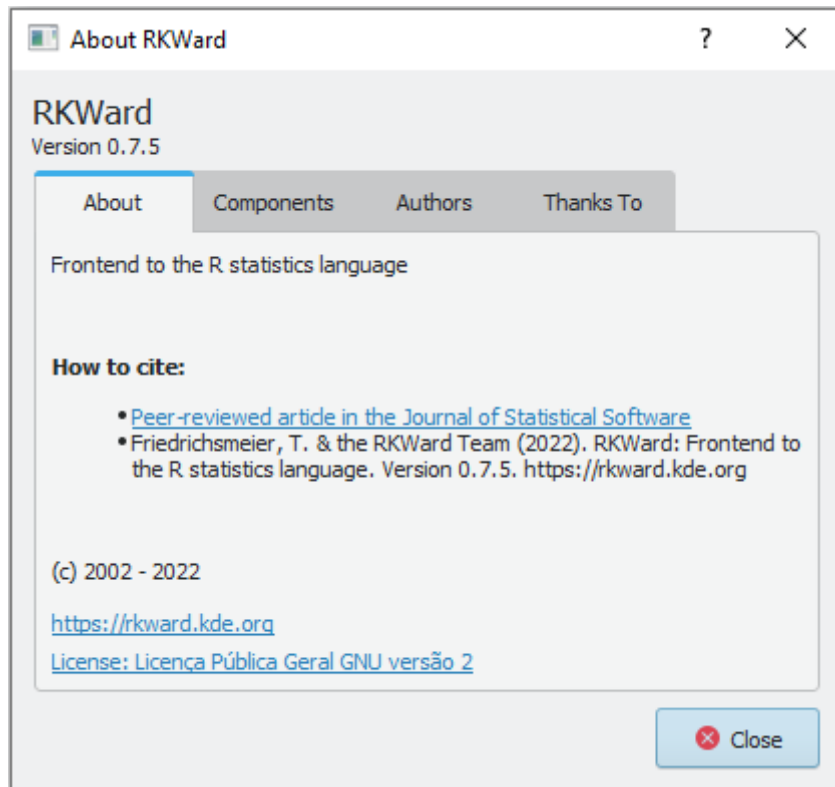 About RKWard
?
RKWard
Version 0.7.5
About Components Authors Thanks To
Frontend to the R statistics language
How to cite:
• Peer-reviewed article in the Journal of Statistical Software
• Friedrichsmeier, T. & the RKWard Team (2022). RKWard: Frontend to
the R statistics language. Version 0.7.5. https://rkward.kde.org
(c) 2002 - 2022
https://rkward.kde.org
License: Licença Pública Geral GNU versão 2
Close